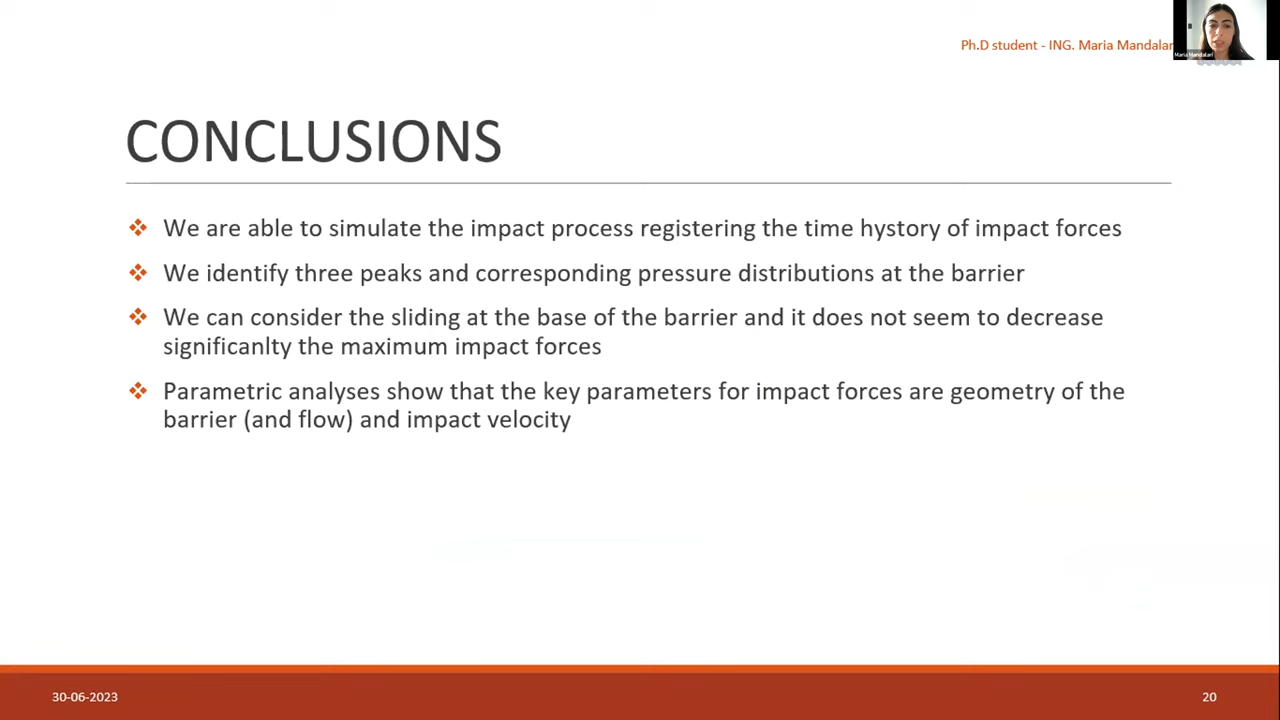 Ph.D student - ING. Maria Mandalari
Maria Mandalari
CONCLUSIONS
We are able to simulate the impact process registering the time hystory of impact forces
We identify three peaks and corresponding pressure distributions at the barrier
We can consider the sliding at the base of the barrier and it does not seem to decrease
significanlty the maximum impact forces
Parametric analyses show that the key parameters for impact forces are geometry of the
barrier (and flow) and impact velocity
30-06-2023
20